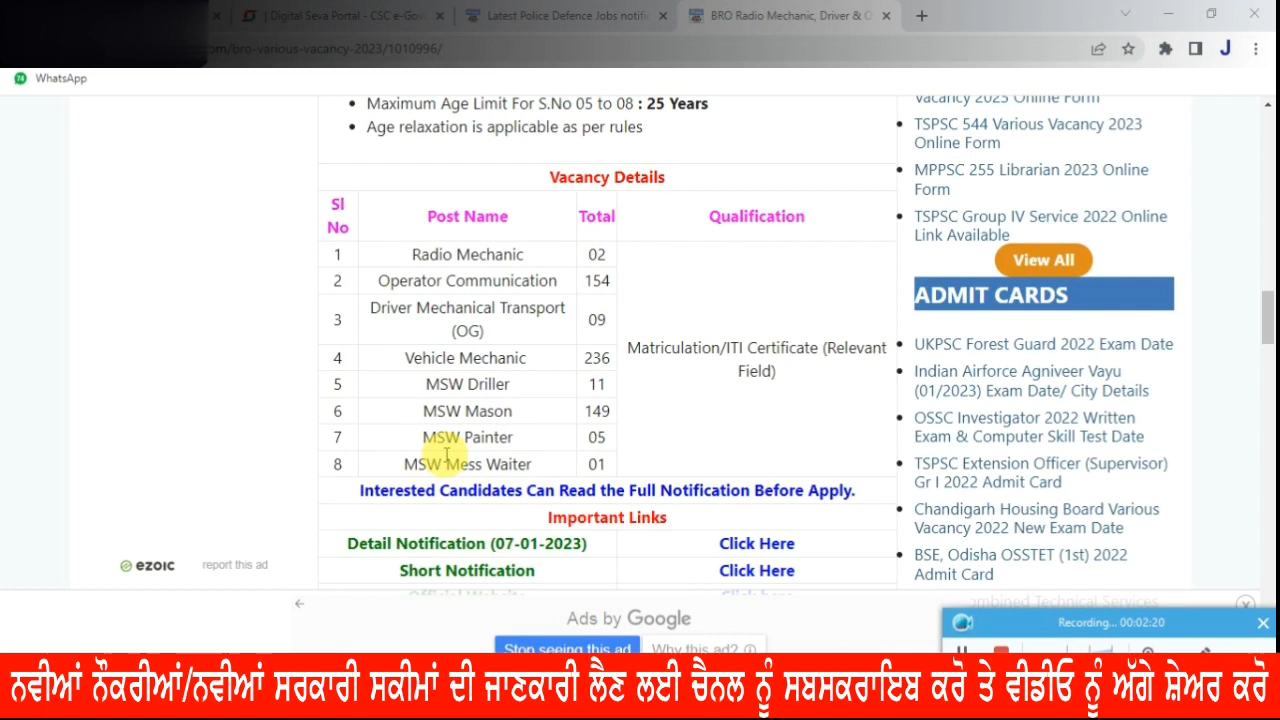 | Digital Seva Portal - CSC e-Gov
Latest Police Defence Jobs notifi
BRO Radio Mechanic, Driver & O
com/bro-various-vacancy-2023/1010996/
J
WhatsApp
Maximum Age Limit For S.No 05 to 08 : 25 Years
Age relaxation is applicable as per rules
Vacancy Details
Sl No Post Name Total Qualification
1 Radio Mechanic 02
2 Operator Communication 154
3 Driver Mechanical Transport (OG) 09
4 Vehicle Mechanic 236
5 MSW Driller 11
6 MSW Mason 149
7 MSW Painter 05
8 MSW Mess Waiter 01
Matriculation/ITI Certificate (Relevant
Field)
Interested Candidates Can Read the Full Notification Before Apply.
Important Links
Detail Notification (07-01-2023) Click Here
Short Notification Click Here
Official Website Click here
ezoic report this ad
Vacancy 2023 Online Form
TSPSC 544 Various Vacancy 2023
Online Form
MPPSC 255 Librarian 2023 Online
Form
TSPSC Group IV Service 2022 Online
Link Available
View All
ADMIT CARDS
UKPSC Forest Guard 2022 Exam Date
Indian Airforce Agniveer Vayu
(01/2023) Exam Date/ City Details
OSSC Investigator 2022 Written
Exam & Computer Skill Test Date
TSPSC Extension Officer (Supervisor)
Gr I 2022 Admit Card
Chandigarh Housing Board Various
Vacancy 2022 New Exam Date
BSE, Odisha OSSTET (1st) 2022
Admit Card
ombined Technical Services
Ads by Google
Stop seeing this ad Why this ad?
Recording... 00:02:20
ਨਵੀਆਂ ਨੌਕਰੀਆਂ/ਨਵੀਆਂ ਸਰਕਾਰੀ ਸਕੀਮਾਂ ਦੀ ਜਾਣਕਾਰੀ ਲੈਣ ਲਈ ਚੈਨਲ ਨੂੰ ਸਬਸਕਰਾਇਬ ਕਰੋ ਤੇ ਵੀਡੀਓ ਨੂੰ ਅੱਗੇ ਸ਼ੇਅਰ ਕਰੋ